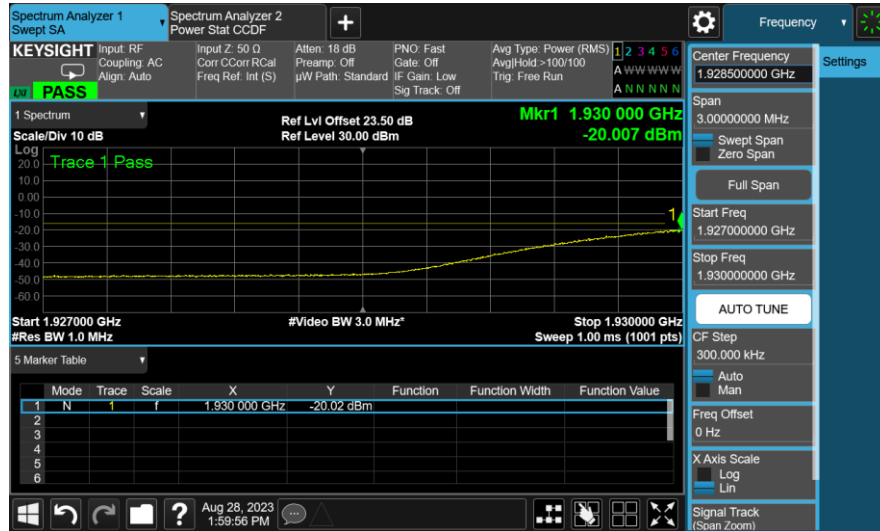 Spectrum Analyzer 1
Swept SA
Spectrum Analyzer 2
Power Stat CCDF
Frequency
KEYSIGHT
Input: RF
Coupling: AC
Align: Auto
Input Z: 50 Ω
Corr CCorr RCal
Freq Ref: Int (S)
Atten: 18 dB
Preamp: Off
µW Path: Standard
PNO: Fast
Gate: Off
IF Gain: Low
Sig Track: Off
Avg Type: Power (RMS)
Avg|Hold:>100/100
Trig: Free Run
1 2 3 4 5 6
A W W W W W
A N N N N N
LXI PASS
1 Spectrum
Scale/Div 10 dB
Ref Lvl Offset 23.50 dB
Ref Level 30.00 dBm
Mkr1 1.930 000 GHz
-20.007 dBm
Log
Trace 1 Pass
20.0
10.0
0.00
-10.0
-20.0
-30.0
-40.0
-50.0
-60.0
1
Start 1.927000 GHz
#Res BW 1.0 MHz
#Video BW 3.0 MHz*
Stop 1.930000 GHz
Sweep 1.00 ms (1001 pts)
5 Marker Table
Mode Trace Scale X Y Function Function Width Function Value
1 N 1 f 1.930 000 GHz -20.02 dBm
2
3
4
5
6
Aug 28, 2023
1:59:56 PM
Settings
Center Frequency
1.928500000 GHz
Span
3.00000000 MHz
Swept Span
Zero Span
Full Span
Start Freq
1.927000000 GHz
Stop Freq
1.930000000 GHz
AUTO TUNE
CF Step
300.000 kHz
Auto
Man
Freq Offset
0 Hz
X Axis Scale
Log
Lin
Signal Track
(Span Zoom)